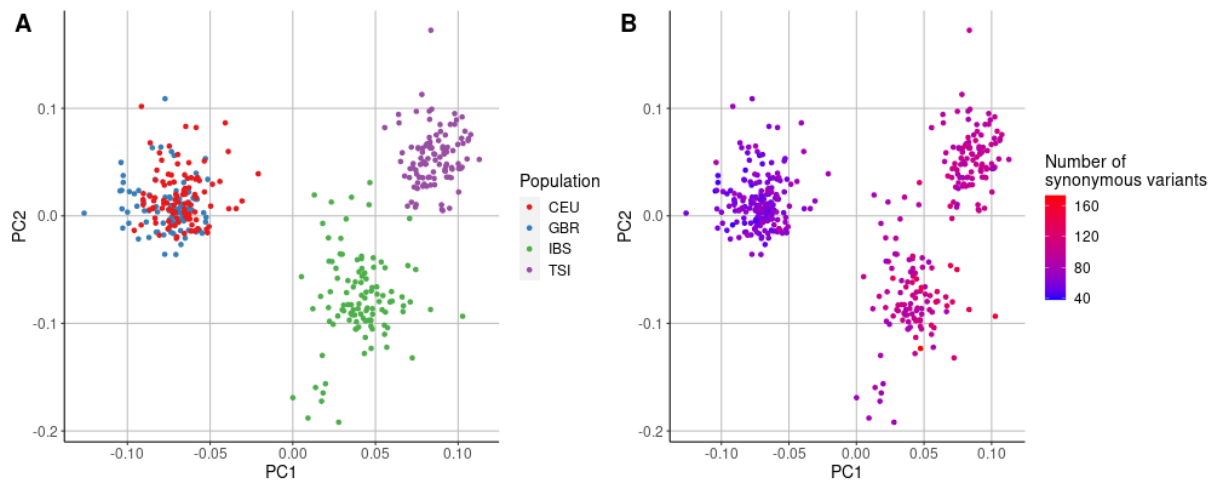 A
PC2
0.1
0.0
-0.1
-0.2
-0.10
-0.05
0.00
0.05
0.10
PC1
Population
CEU
GBR
IBS
TSI
B
PC2
0.1
0.0
-0.1
-0.2
-0.10
-0.05
0.00
0.05
0.10
PC1
Number of
synonymous variants
160
120
80
40